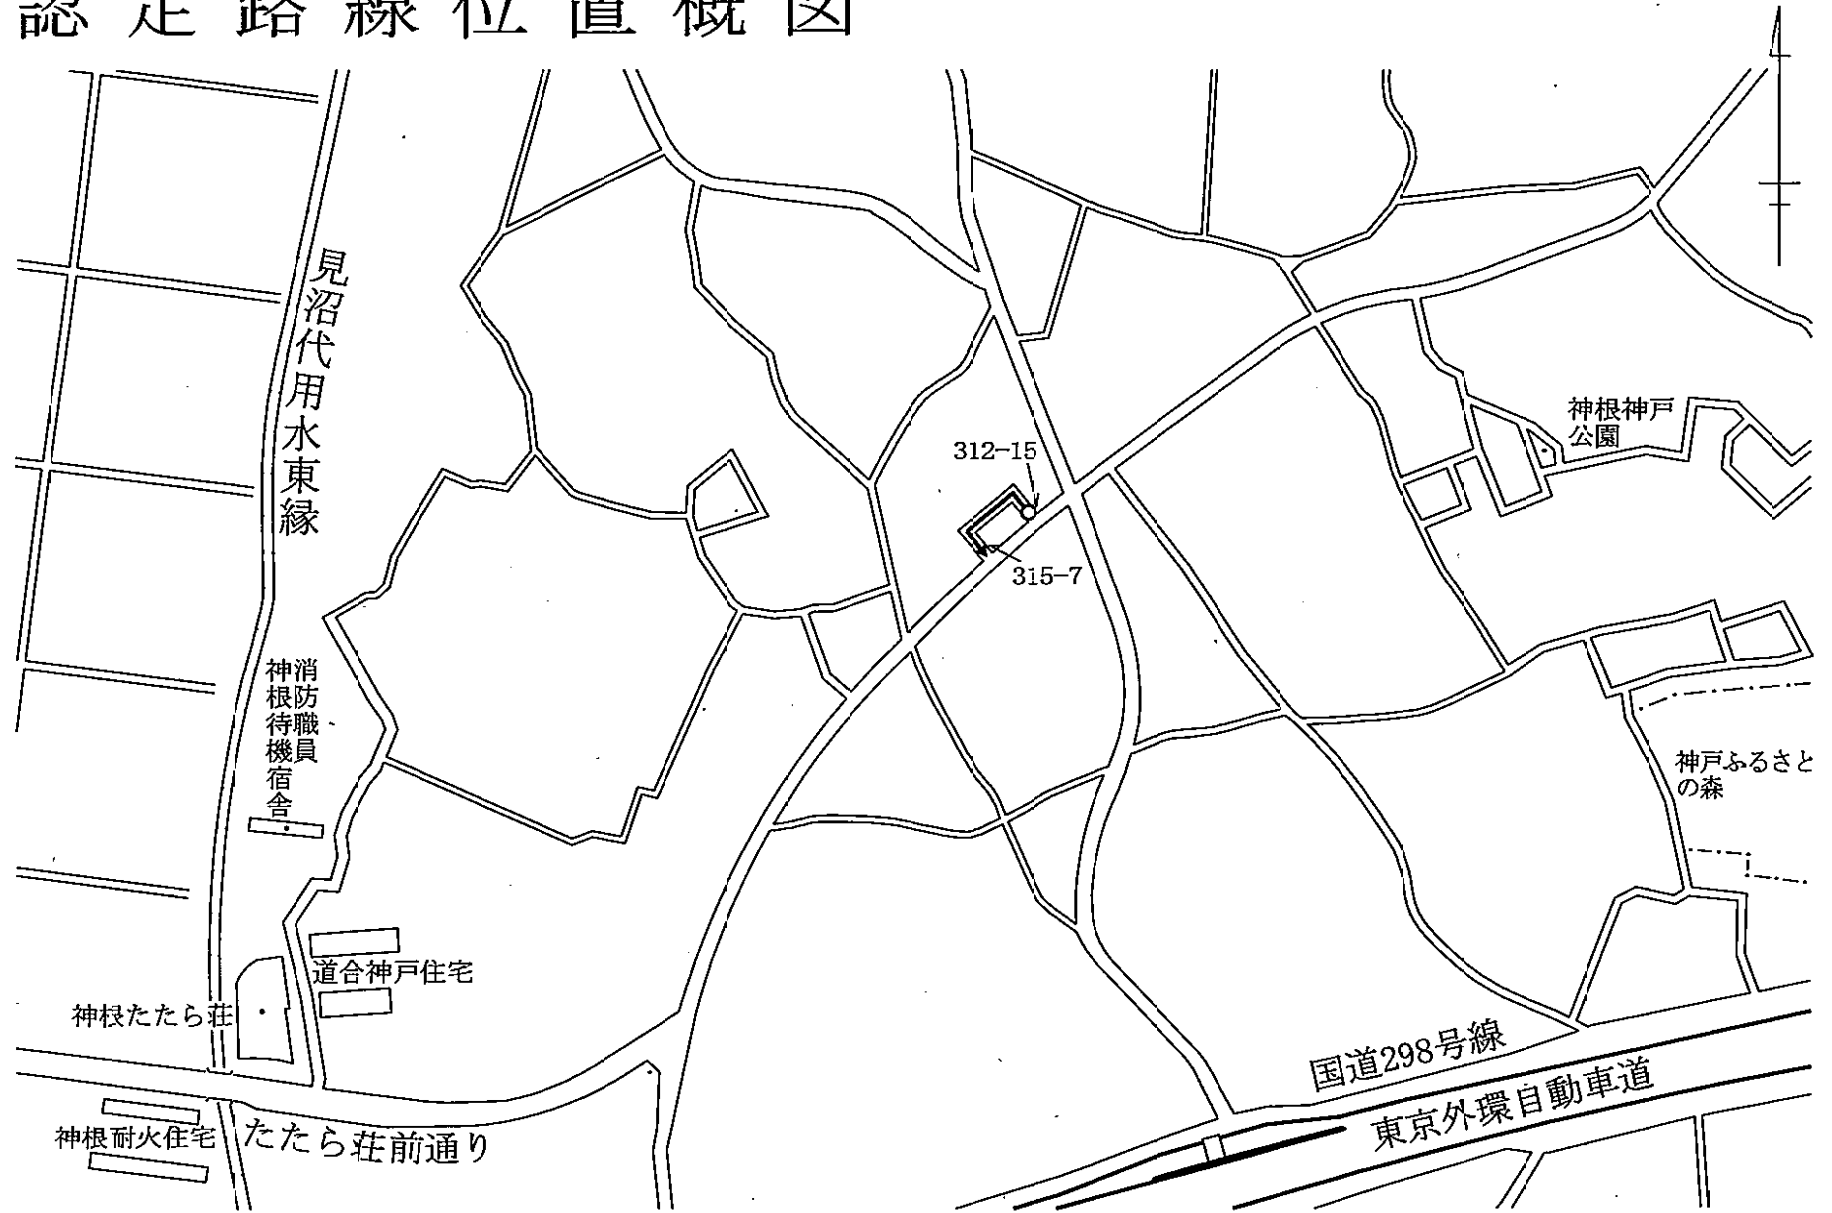 認定路線位置概図
見沼代用水東縁
312-15
315-7
神根神戸
公園
消防職員
神根待機宿舎
神戸ふるさと
の森
道合神戸住宅
神根たたら荘
国道298号線
東京外環自動車道
神根耐火住宅
たたら荘前通り